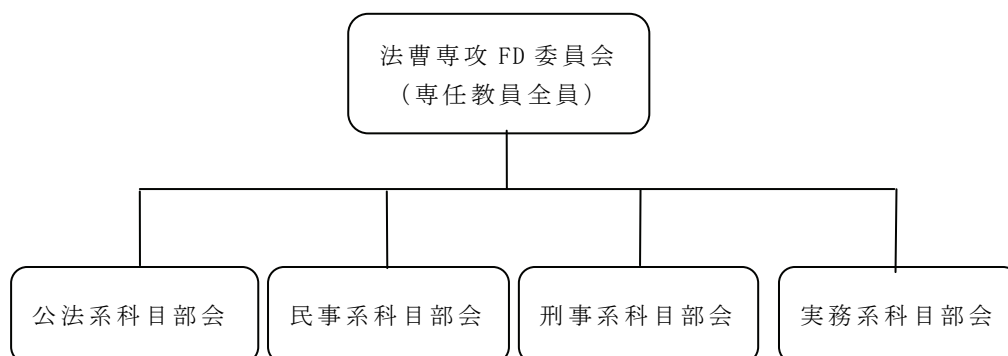 法曹専攻 FD 委員会
(専任教員全員)
公法系科目部会
民事系科目部会
刑事系科目部会
実務系科目部会